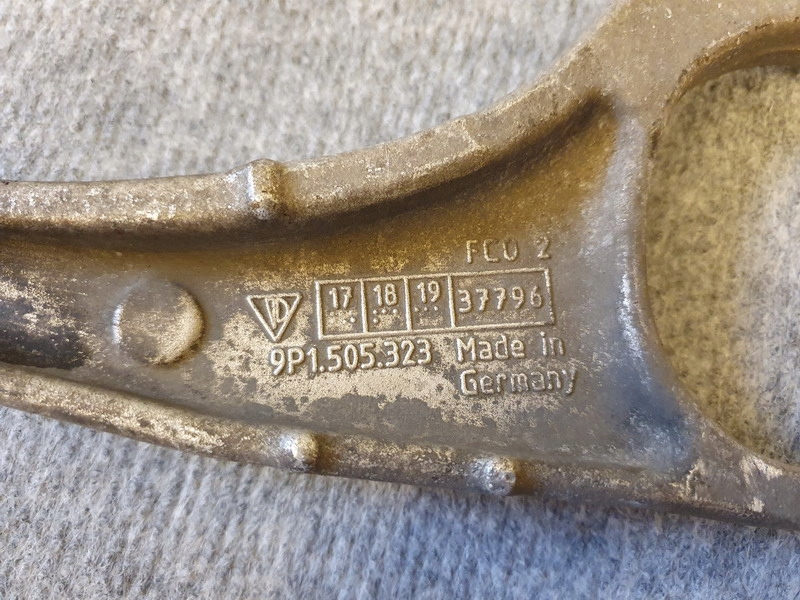 FCO 2
17 18 19 37796
9P1.505.323 Made in
Germany